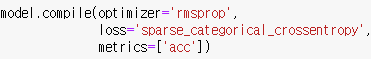 model.compile(optimizer='rmsprop',
              loss='sparse_categorical_crossentropy',
              metrics=['acc'])